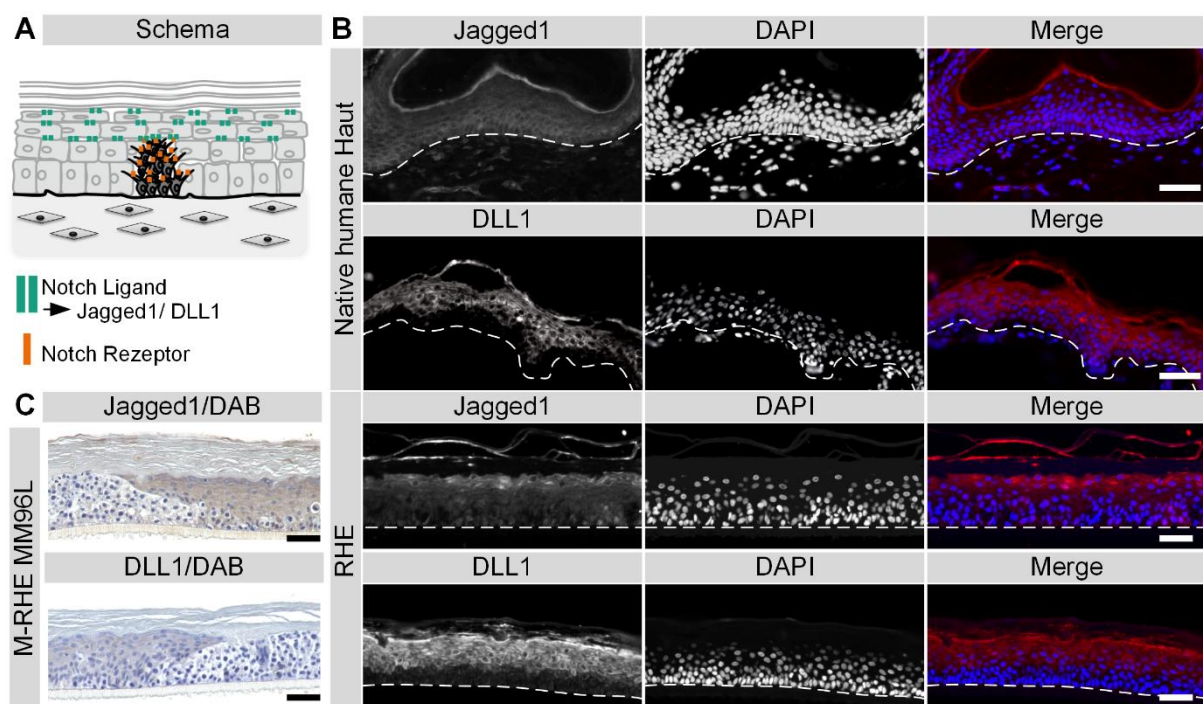 A
Schema
Notch Ligand
Jagged1/ DLL1
Notch Rezeptor
B
Jagged1
DAPI
Merge
Native humane Haut
DLL1
DAPI
Merge
C
Jagged1/DAB
M-RHE MM96L
DLL1/DAB
Jagged1
DAPI
Merge
RHE
DLL1
DAPI
Merge